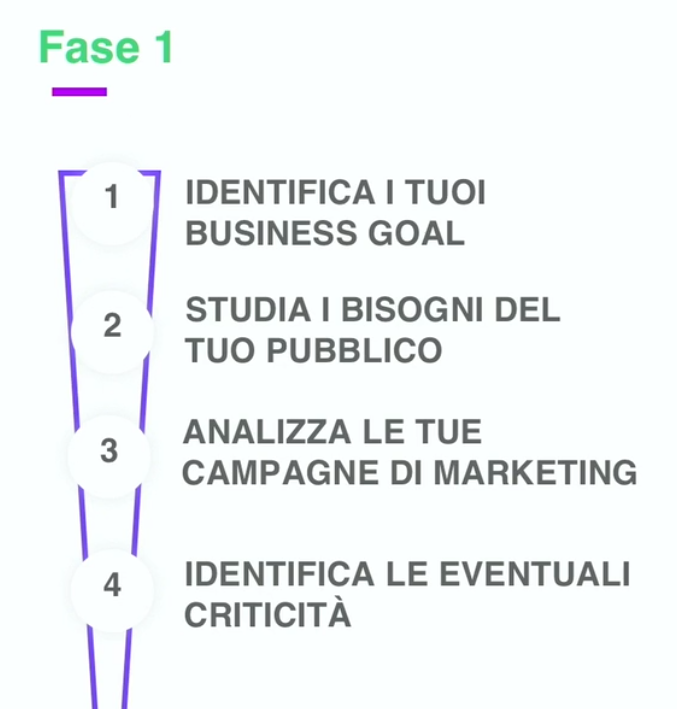 Fase 1
1
IDENTIFICA I TUOI
BUSINESS GOAL
2
STUDIA I BISOGNI DEL
TUO PUBBLICO
3
ANALIZZA LE TUE
CAMPAGNE DI MARKETING
4
IDENTIFICA LE EVENTUALI
CRITICITÀ